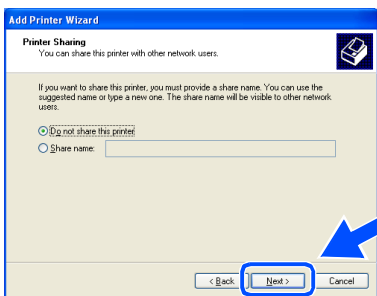 Add Printer Wizard
Printer Sharing
You can share this printer with other network users.
If you want to share this printer, you must provide a share name. You can use the
suggested name or type a new one. The share name will be visible to other network
users.
Do not share this printer
Share name:
< Back Next > Cancel